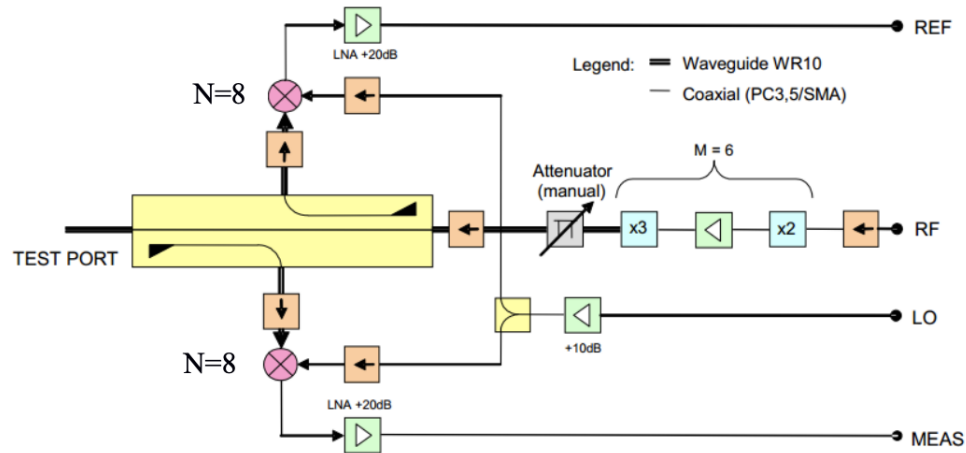 REF
LNA +20dB
Legend:
Waveguide WR10
Coaxial (PC3,5/SMA)
N=8
M = 6
Attenuator
(manual)
x3
x2
RF
TEST PORT
LO
+10dB
N=8
LNA +20dB
MEAS